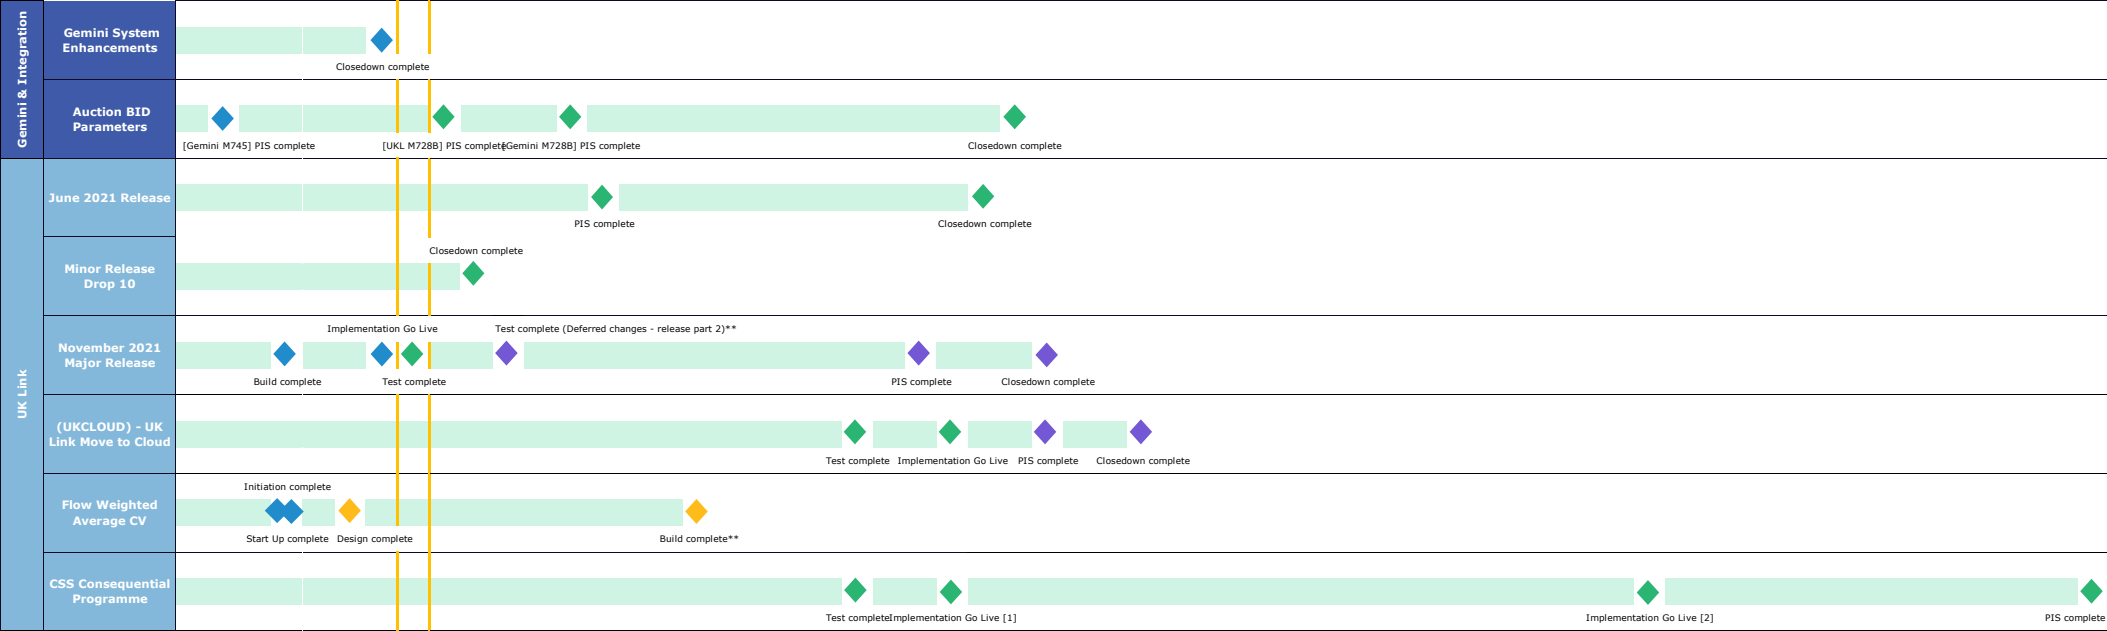 Gemini & Integration
Gemini System
Enhancements
Closedown complete
Auction BID
Parameters
[Gemini M745] PIS complete
[UKL M728B] PIS complete
[Gemini M728B] PIS complete
Closedown complete
UK Link
June 2021 Release
PIS complete
Closedown complete
Minor Release
Drop 10
Closedown complete
November 2021
Major Release
Implementation Go Live
Test complete (Deferred changes - release part 2)**
Build complete
Test complete
PIS complete
Closedown complete
(UKCLOUD) - UK
Link Move to Cloud
Test complete
Implementation Go Live
PIS complete
Closedown complete
Flow Weighted
Average CV
Initiation complete
Start Up complete
Design complete
Build complete**
CSS Consequential
Programme
Test complete
Implementation Go Live [1]
Implementation Go Live [2]
PIS complete